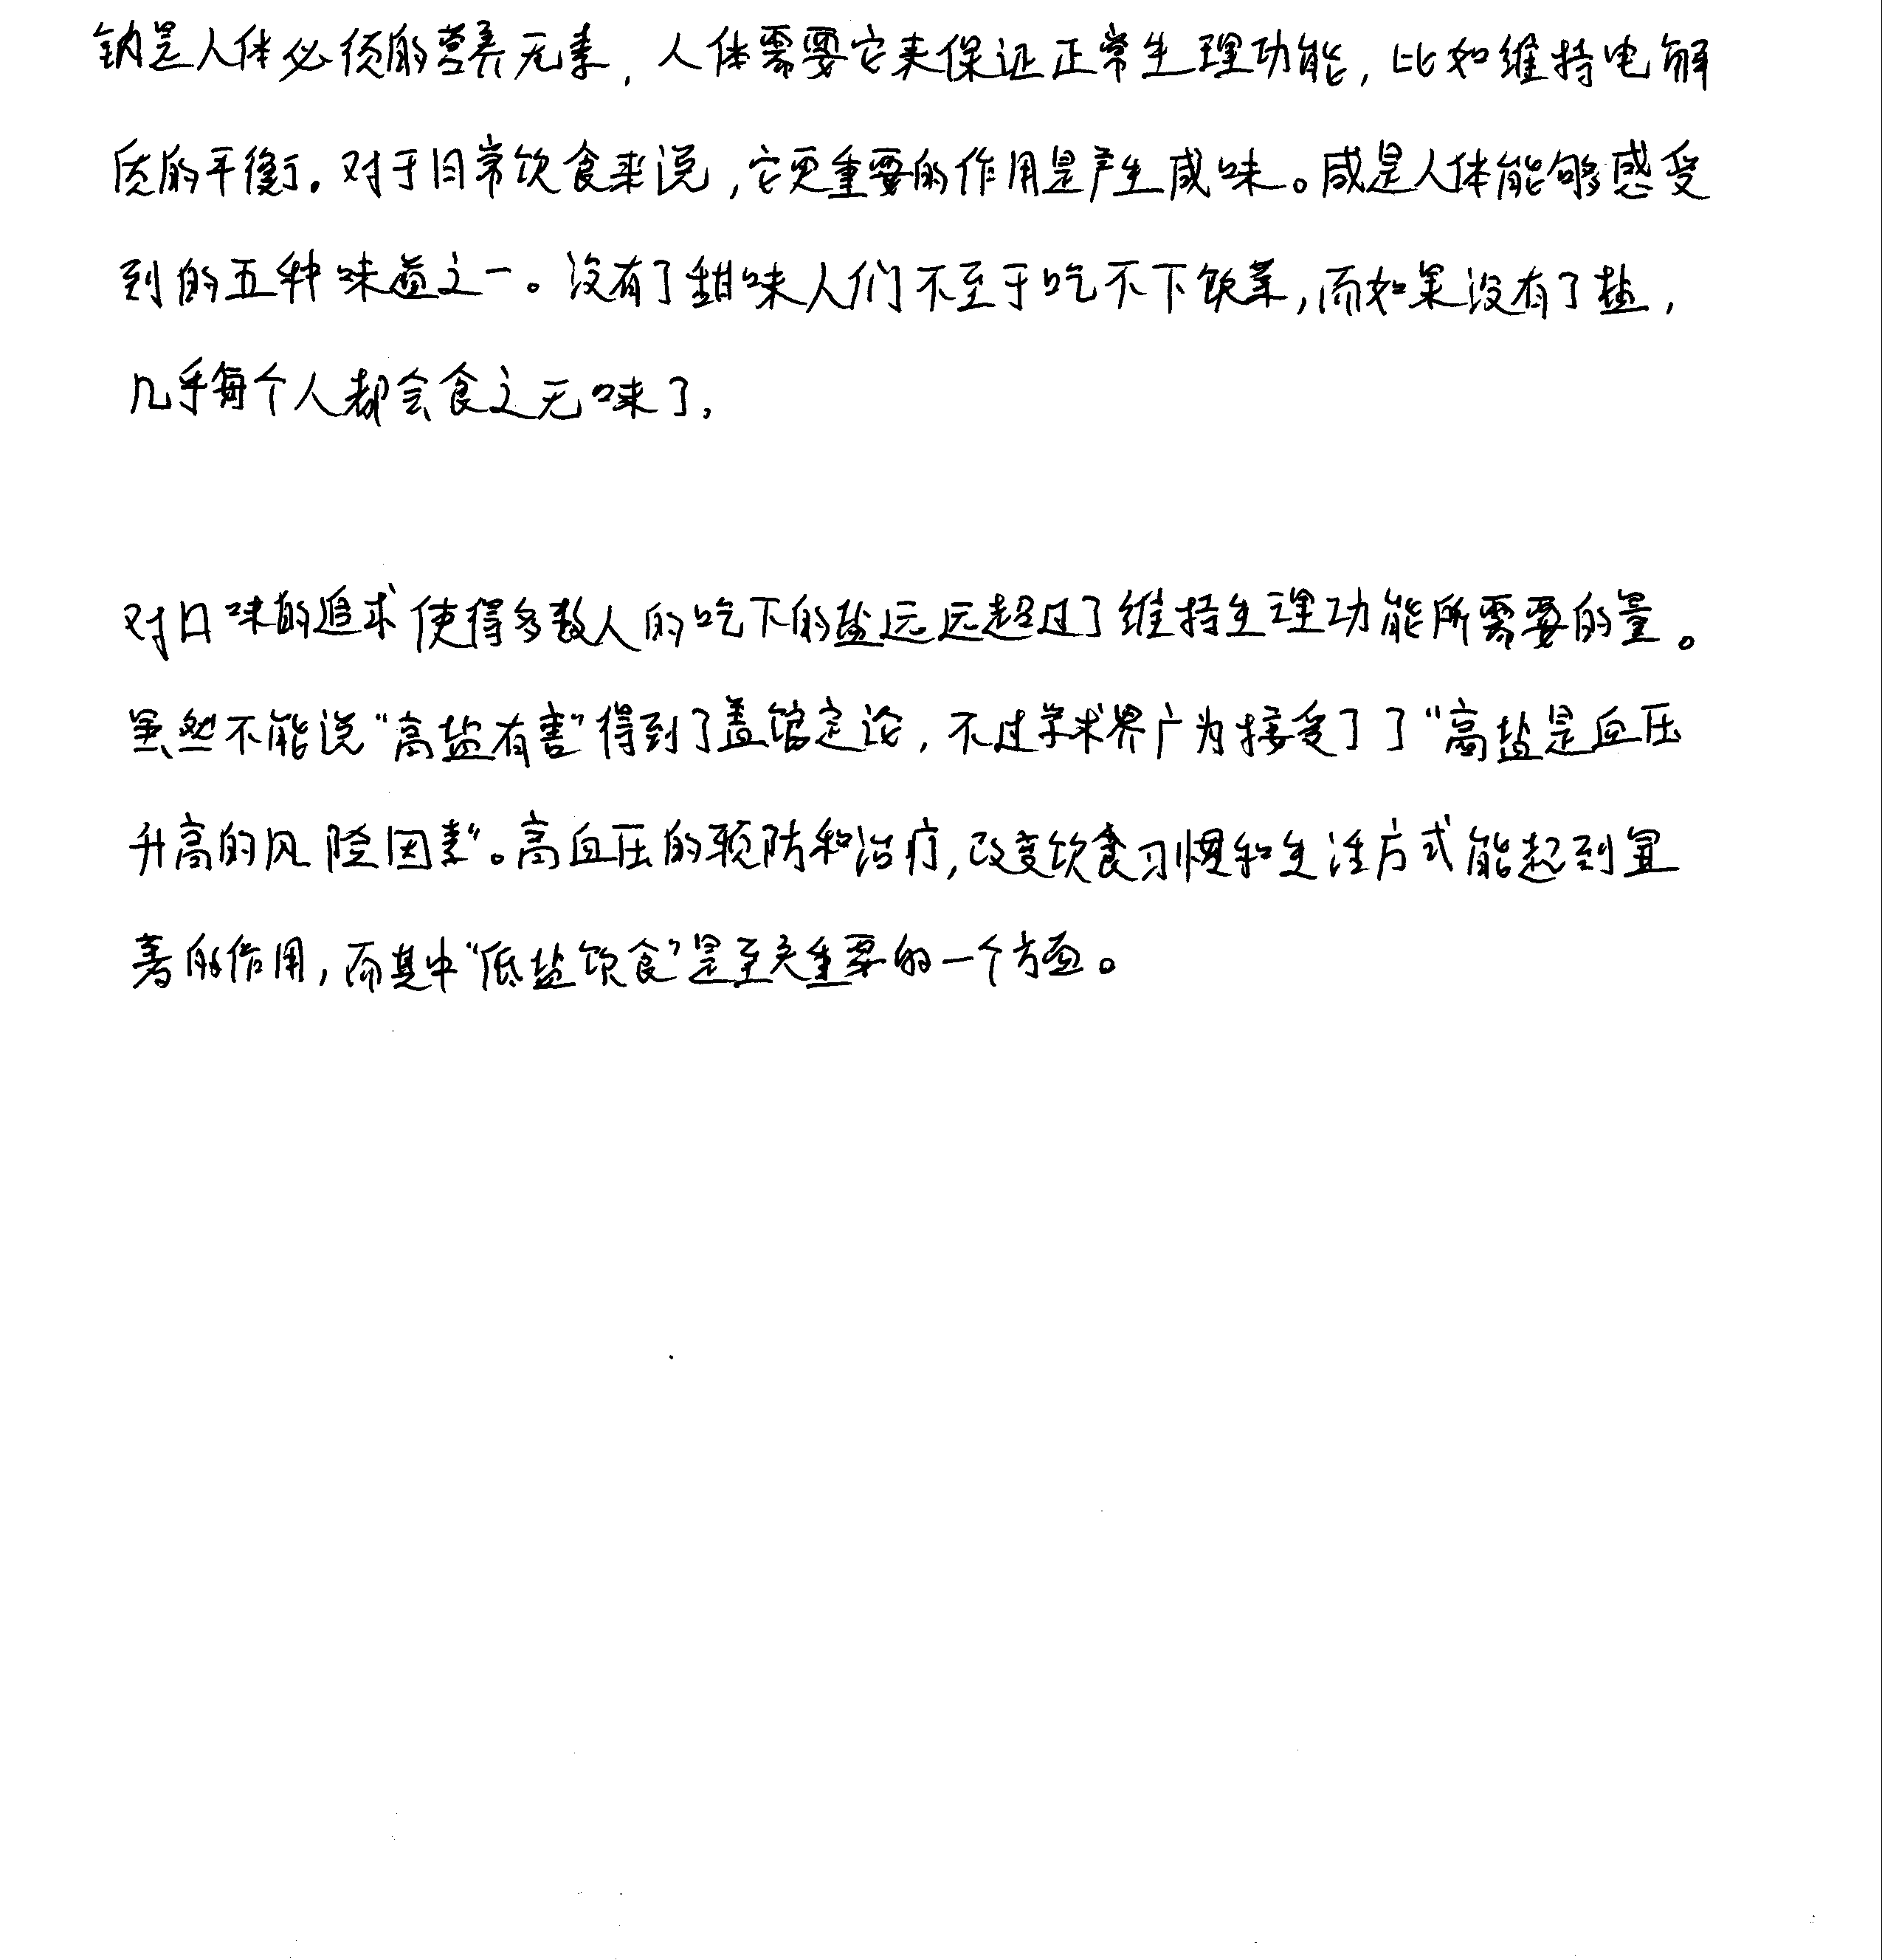 钠是人体必须的营养元素，人体需要它来保证正常生理功能，比如维持电解
质的平衡。对于日常饮食来说，它更重要的作用是产生咸味。咸是人体能够感受
到的五种味道之一。没有了甜味人们不至于吃不下饭菜，而如果没有了盐，
几乎每个人都会食之无味了，
对口味的追求使得多数人的吃下的盐远远超过了维持生理功能所需要的量。
虽然不能说“高盐有害”得到了盖馆定论，不过学术界广为接受了了“高盐是血压
升高的风险因素”。高血压的预防和治疗，改变饮食习惯和生活方式能起到显
著的作用，而其中“低盐饮食”是至关重要的一个方面。